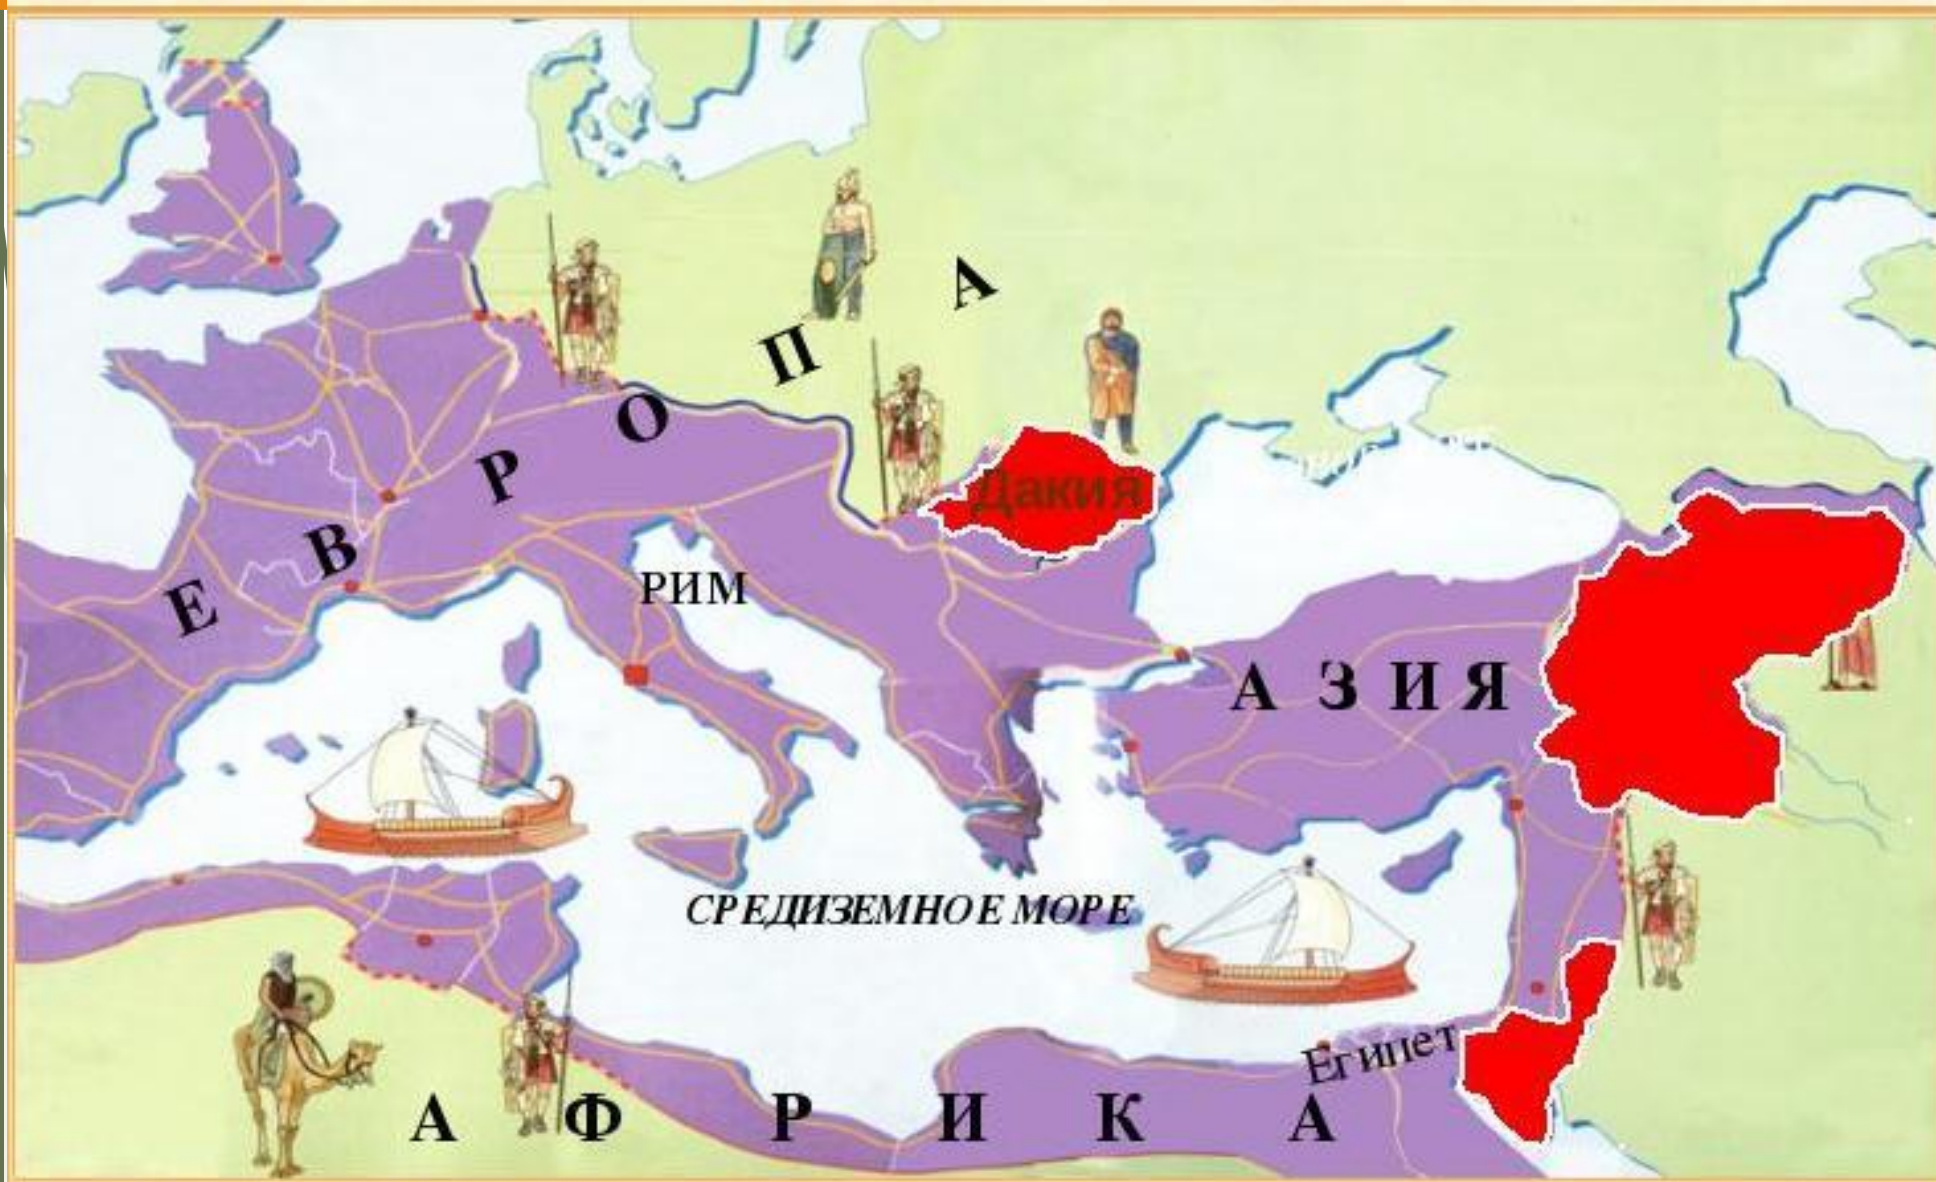 ЕВРОПА
Дакия
РИМ
АЗИЯ
СРЕДИЗЕМНОЕ МОРЕ
Египет
АФРИКА